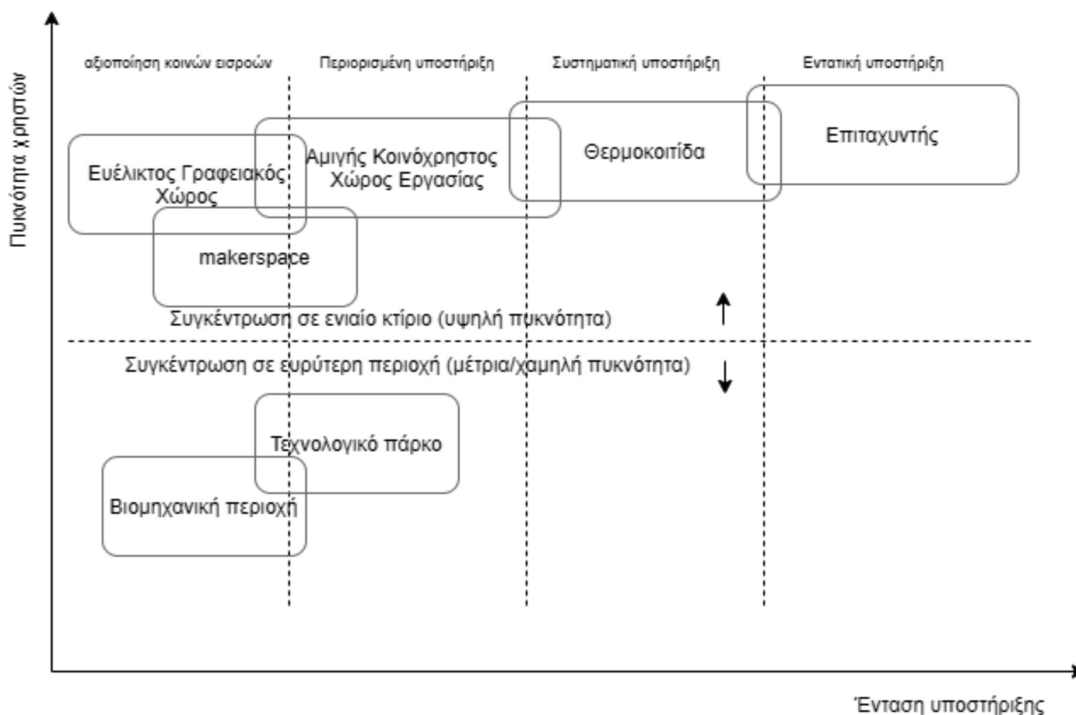 Πυκνότητα χρηστών
αξιοποίηση κοινών εισροών
Περιορισμένη υποστήριξη
Συστηματική υποστήριξη
Εντατική υποστήριξη
Ευέλικτος Γραφειακός
Χώρος
Αμιγής Κοινόχρηστος
Χώρος Εργασίας
Θερμοκοιτίδα
Επιταχυντής
makerspace
Συγκέντρωση σε ενιαίο κτίριο (υψηλή πυκνότητα)
Συγκέντρωση σε ευρύτερη περιοχή (μέτρια/χαμηλή πυκνότητα)
Τεχνολογικό πάρκο
Βιομηχανική περιοχή
Ένταση υποστήριξης